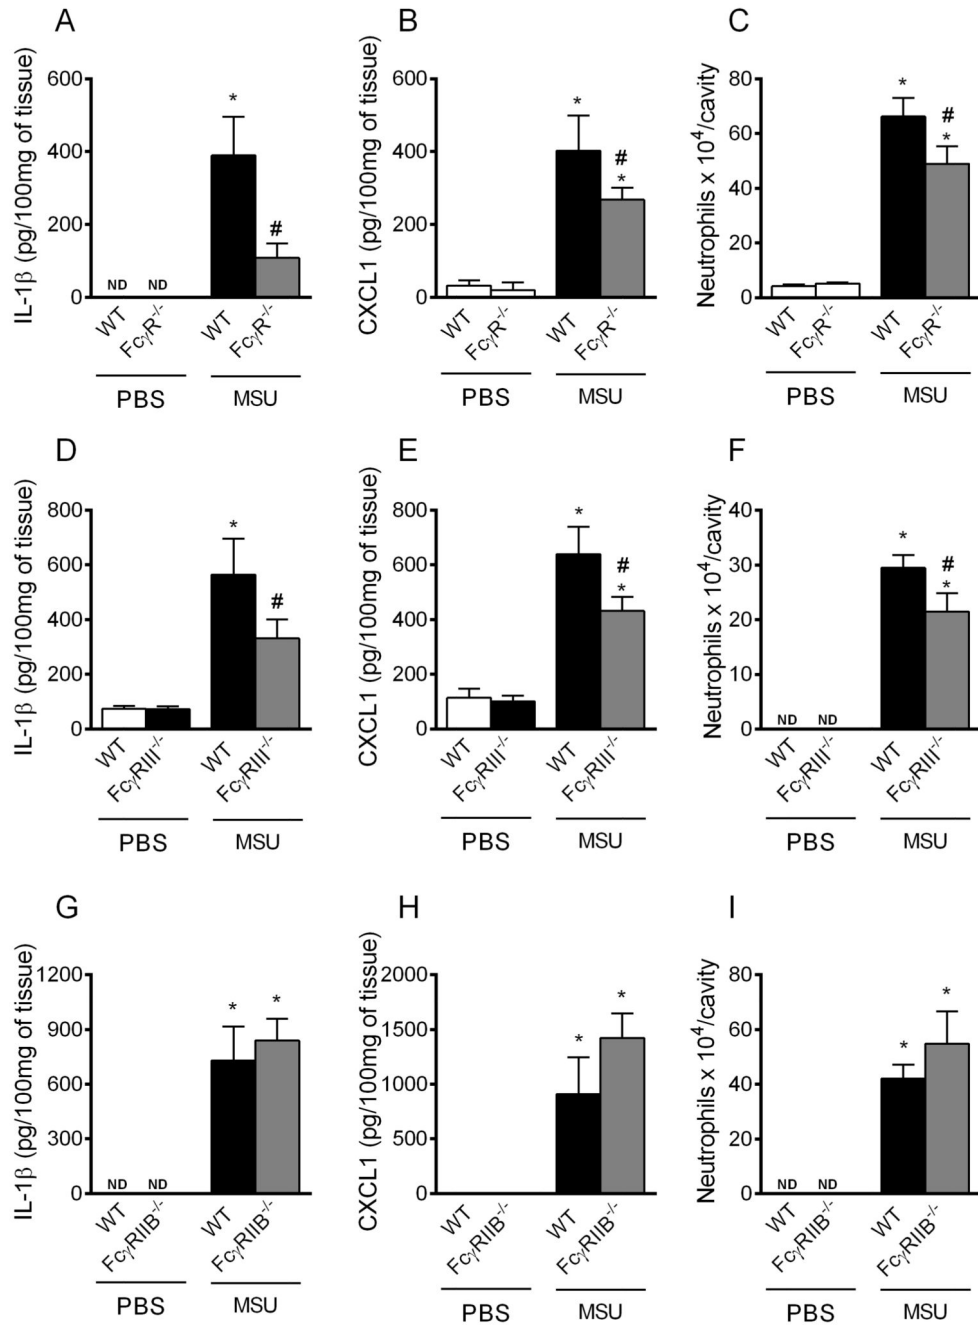 A
IL-1β (pg/100mg of tissue)
600
400
200
0
*
#
ND ND
WT
FcγR-/-
WT
FcγR-/-
PBS
MSU
B
CXCL1 (pg/100mg of tissue)
600
400
200
0
*
#
*
WT
FcγR-/-
WT
FcγR-/-
PBS
MSU
C
Neutrophils x 10⁴/cavity
80
60
40
20
0
*
#
*
WT
FcγR-/-
WT
FcγR-/-
PBS
MSU
D
IL-1β (pg/100mg of tissue)
800
600
400
200
0
*
#
WT
FcγRIII-/-
WT
FcγRIII-/-
PBS
MSU
E
CXCL1 (pg/100mg of tissue)
800
600
400
200
0
*
#
*
WT
FcγRIII-/-
WT
FcγRIII-/-
PBS
MSU
F
Neutrophils x 10⁴/cavity
40
30
20
10
0
*
#
*
ND ND
WT
FcγRIII-/-
WT
FcγRIII-/-
PBS
MSU
G
IL-1β (pg/100mg of tissue)
1200
900
600
300
0
*
*
ND ND
WT
FcγRIIB-/-
WT
FcγRIIB-/-
PBS
MSU
H
CXCL1 (pg/100mg of tissue)
2000
1500
1000
500
0
*
*
WT
FcγRIIB-/-
WT
FcγRIIB-/-
PBS
MSU
I
Neutrophils x 10⁴/cavity
80
60
40
20
0
*
*
ND ND
WT
FcγRIIB-/-
WT
FcγRIIB-/-
PBS
MSU